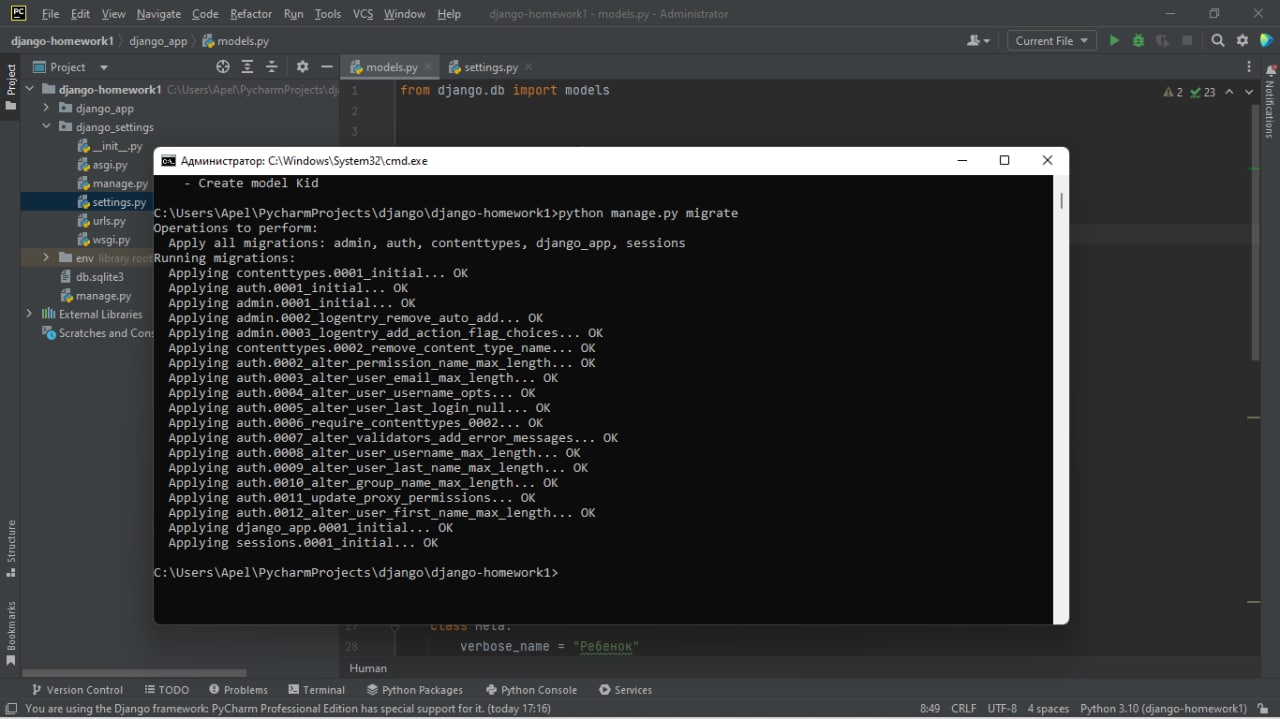 PC File Edit View Navigate Code Refactor Run Tools VCS Window Help django-homework1 - models.py - Administrator
django-homework1 django_app models.py Current File
Project models.py settings.py
django-homework1 C:\Users\Apel\PycharmProjects\dj
1 from django.db import models 2 23
django_app
2
django_settings
3
__init__.py
asgi.py
manage.py
settings.py
urls.py
wsgi.py
env library root
db.sqlite3
manage.py
External Libraries
Scratches and Cons
Администратор: C:\Windows\System32\cmd.exe
- Create model Kid
C:\Users\Apel\PycharmProjects\django\django-homework1>python manage.py migrate
Operations to perform:
Apply all migrations: admin, auth, contenttypes, django_app, sessions
Running migrations:
Applying contenttypes.0001_initial... OK
Applying auth.0001_initial... OK
Applying admin.0001_initial... OK
Applying admin.0002_logentry_remove_auto_add... OK
Applying admin.0003_logentry_add_action_flag_choices... OK
Applying contenttypes.0002_remove_content_type_name... OK
Applying auth.0002_alter_permission_name_max_length... OK
Applying auth.0003_alter_user_email_max_length... OK
Applying auth.0004_alter_user_username_opts... OK
Applying auth.0005_alter_user_last_login_null... OK
Applying auth.0006_require_contenttypes_0002... OK
Applying auth.0007_alter_validators_add_error_messages... OK
Applying auth.0008_alter_user_username_max_length... OK
Applying auth.0009_alter_user_last_name_max_length... OK
Applying auth.0010_alter_group_name_max_length... OK
Applying auth.0011_update_proxy_permissions... OK
Applying auth.0012_alter_user_first_name_max_length... OK
Applying django_app.0001_initial... OK
Applying sessions.0001_initial... OK
C:\Users\Apel\PycharmProjects\django\django-homework1>
27 class Meta:
28 verbose_name = "Ребенок"
Human
Project
Structure
Bookmarks
Notifications
Version Control TODO Problems Terminal Python Packages Python Console Services
You are using the Django framework: PyCharm Professional Edition has special support for it. (today 17:16) 8:49 CRLF UTF-8 4 spaces Python 3.10 (django-homework1)